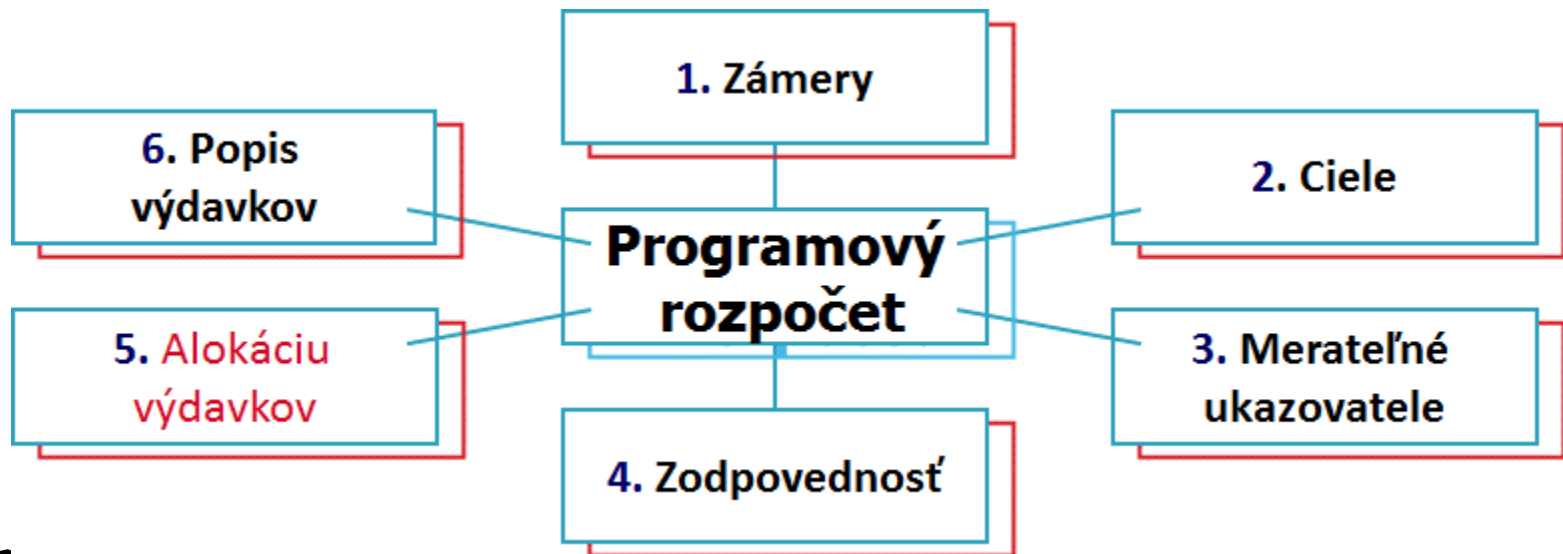 1. Zámery
2. Ciele
3. Merateľné
ukazovatele
4. Zodpovednosť
5. Alokáciu
výdavkov
6. Popis
výdavkov
Programový
rozpočet